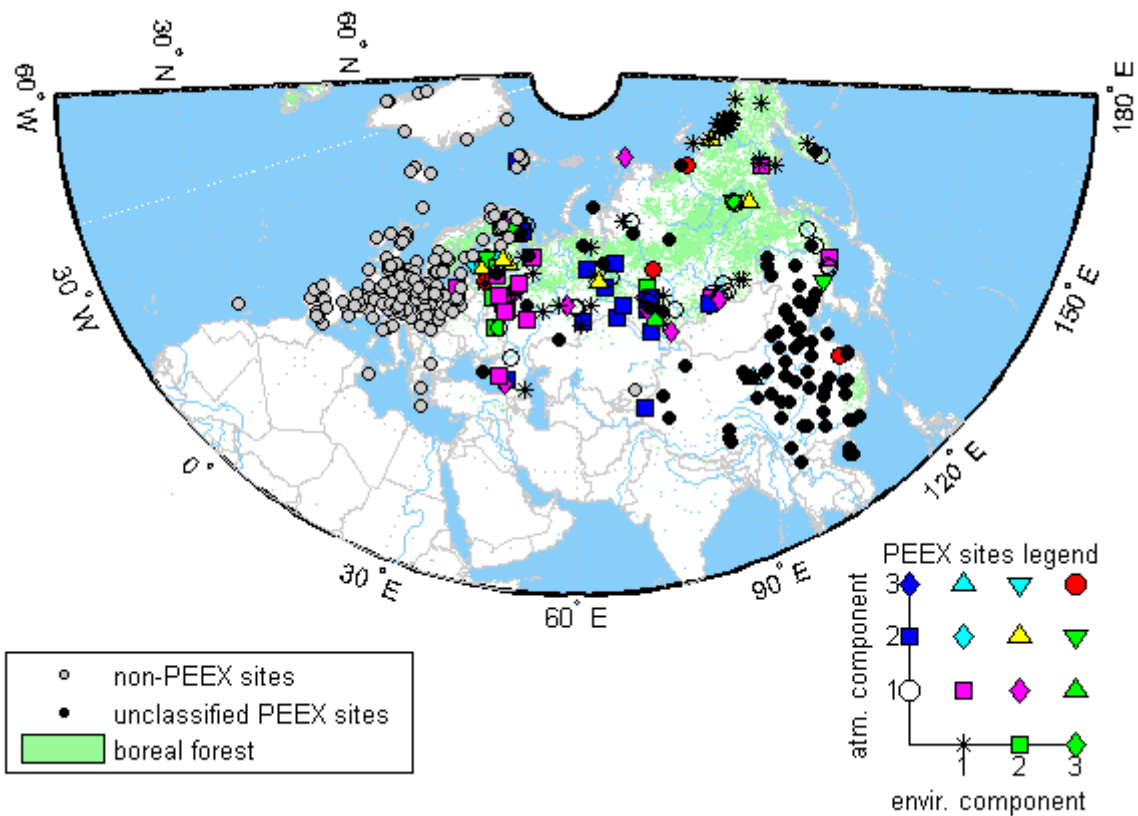 60° W
30° N
60° N
180° E
30° W
150° E
0°
120° E
30° E
90° E
60° E
PEEX sites legend
atm. component
3
2
1
1 2 3
envir. component
non-PEEX sites
unclassified PEEX sites
boreal forest